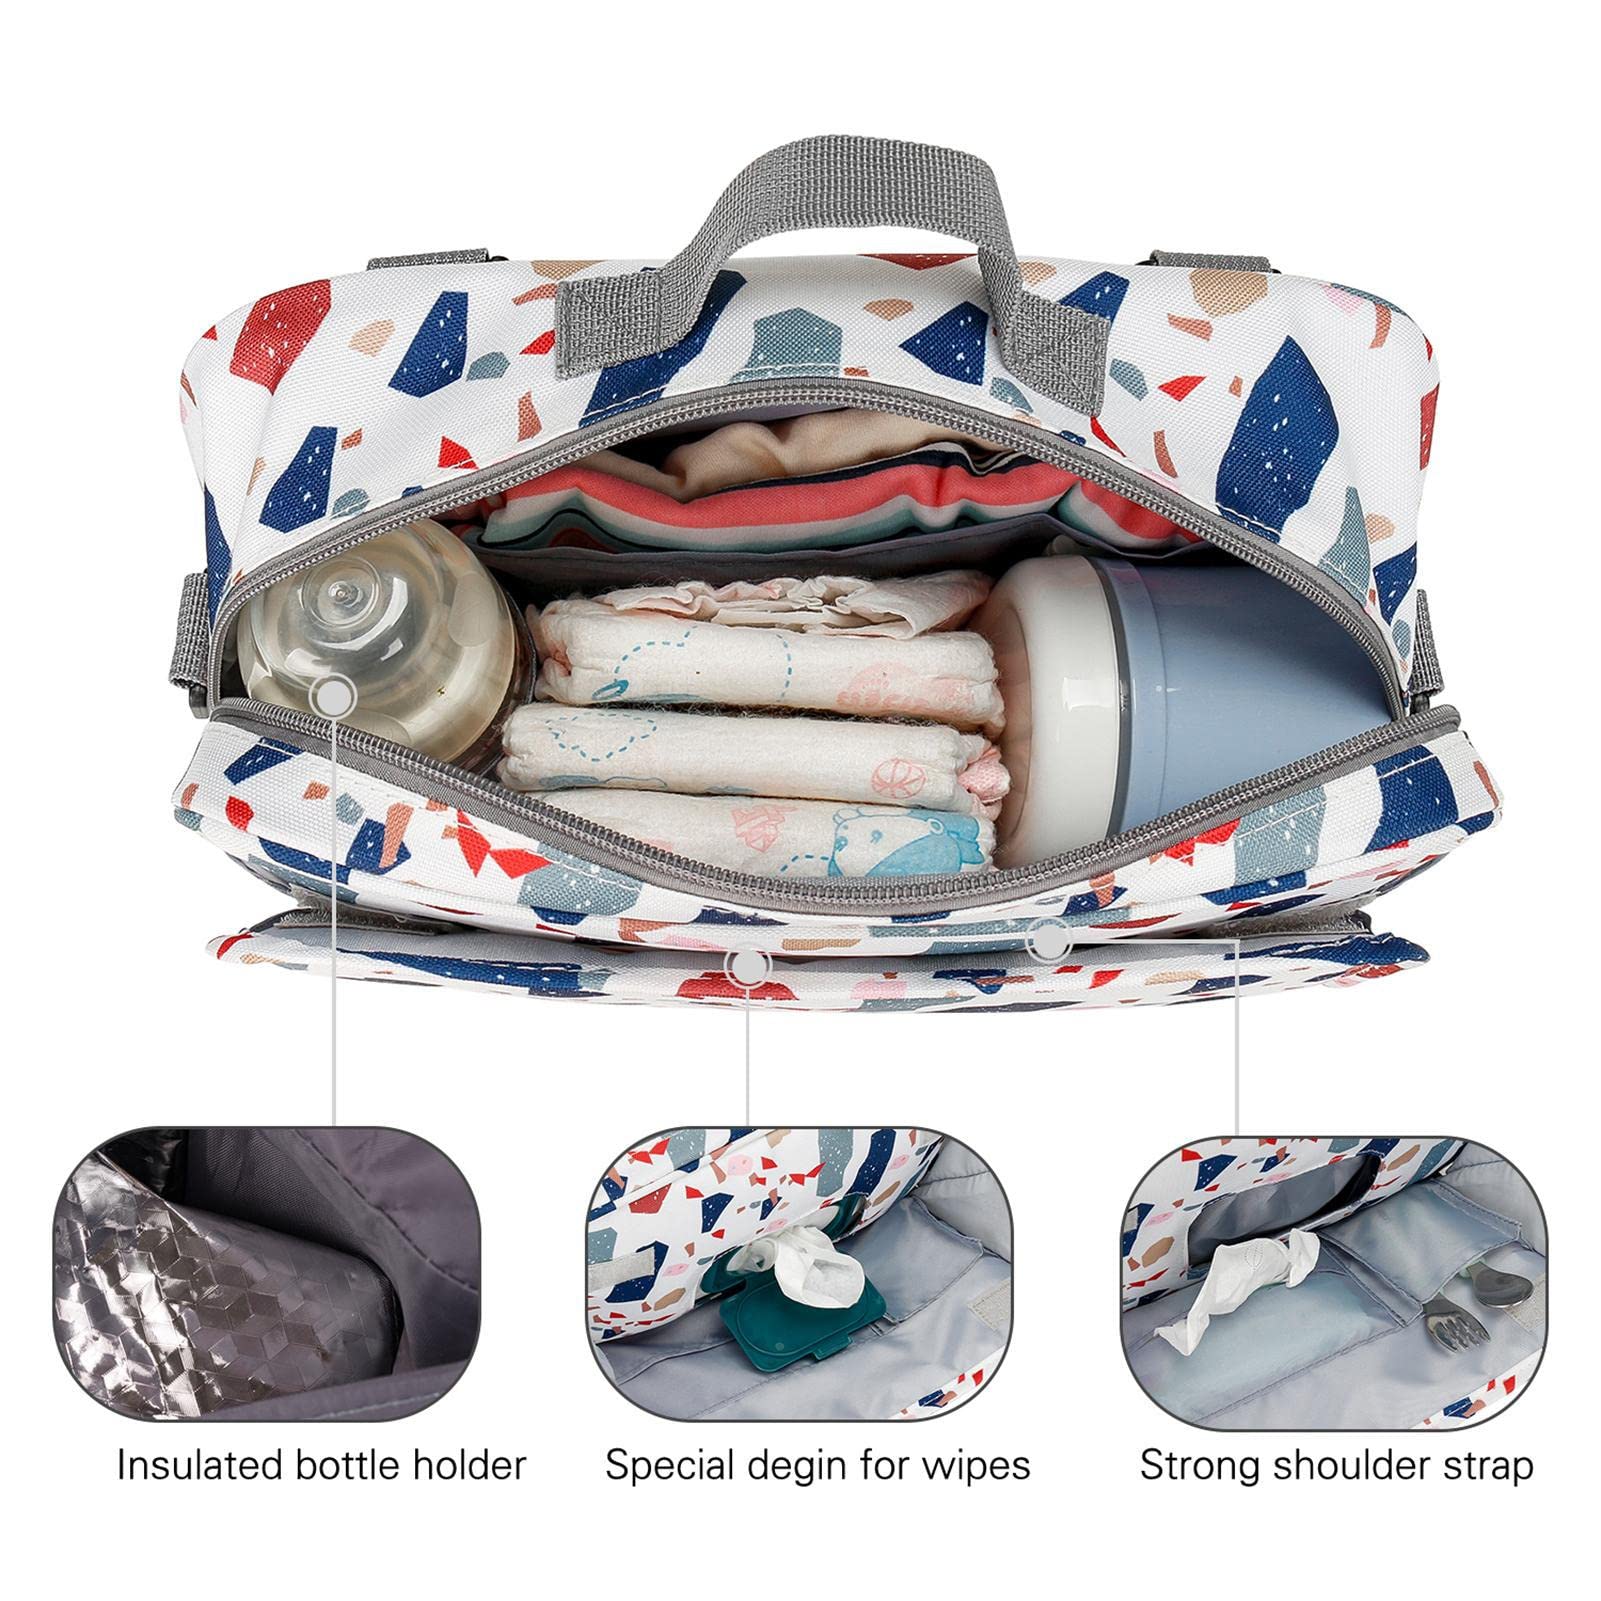 Insulated bottle holder
Special degin for wipes
Strong shoulder strap